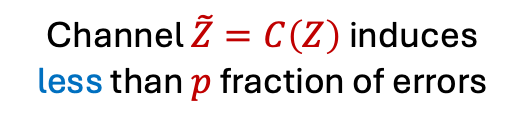 Channel Z̃ = C(Z) induces
less than p fraction of errors